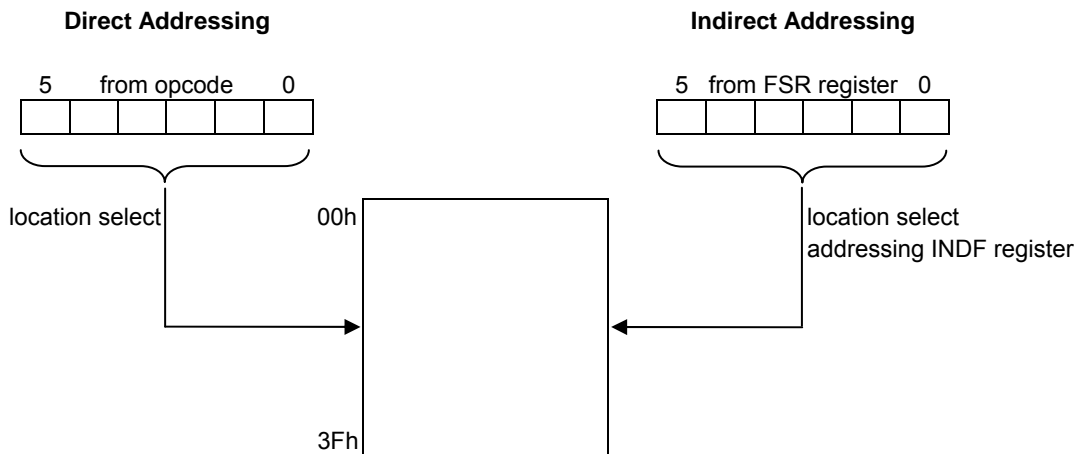 Direct Addressing
Indirect Addressing
5 from opcode 0
5 from FSR register 0
location select
00h
location select
addressing INDF register
3Fh